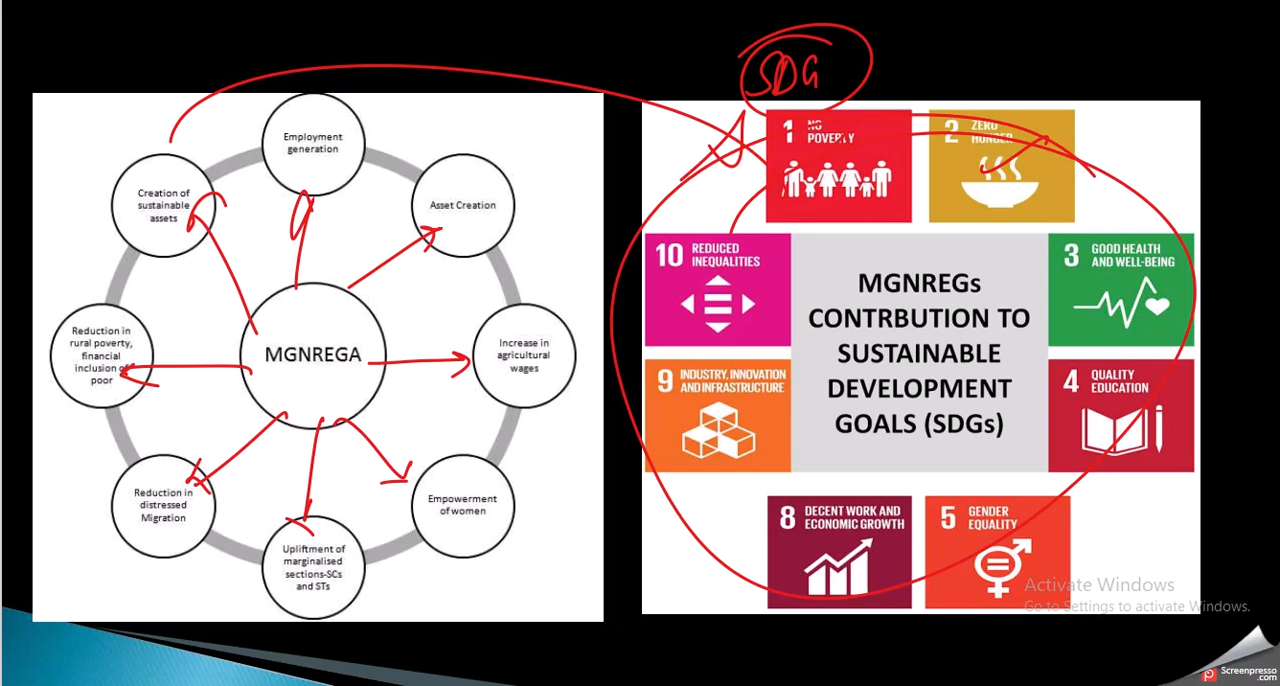 SDG
Employment
generation
Creation of
sustainable
assets
Asset Creation
Reduction in
rural poverty,
financial
inclusion of
poor
MGNREGA
Increase in
agricultural
wages
Reduction in
distressed
Migration
Empowerment
of women
Upliftment of
marginalised
sections-SCs
and STs
1 NO
POVERTY
2 ZERO
HUNGER
10 REDUCED
INEQUALITIES
3 GOOD HEALTH
AND WELL-BEING
MGNREGs
CONTRBUTION TO
SUSTAINABLE
DEVELOPMENT
GOALS (SDGs)
9 INDUSTRY, INNOVATION
AND INFRASTRUCTURE
4 QUALITY
EDUCATION
8 DECENT WORK AND
ECONOMIC GROWTH
5 GENDER
EQUALITY
Activate Windows
Go to Settings to activate Windows.
Screenpresso
.com